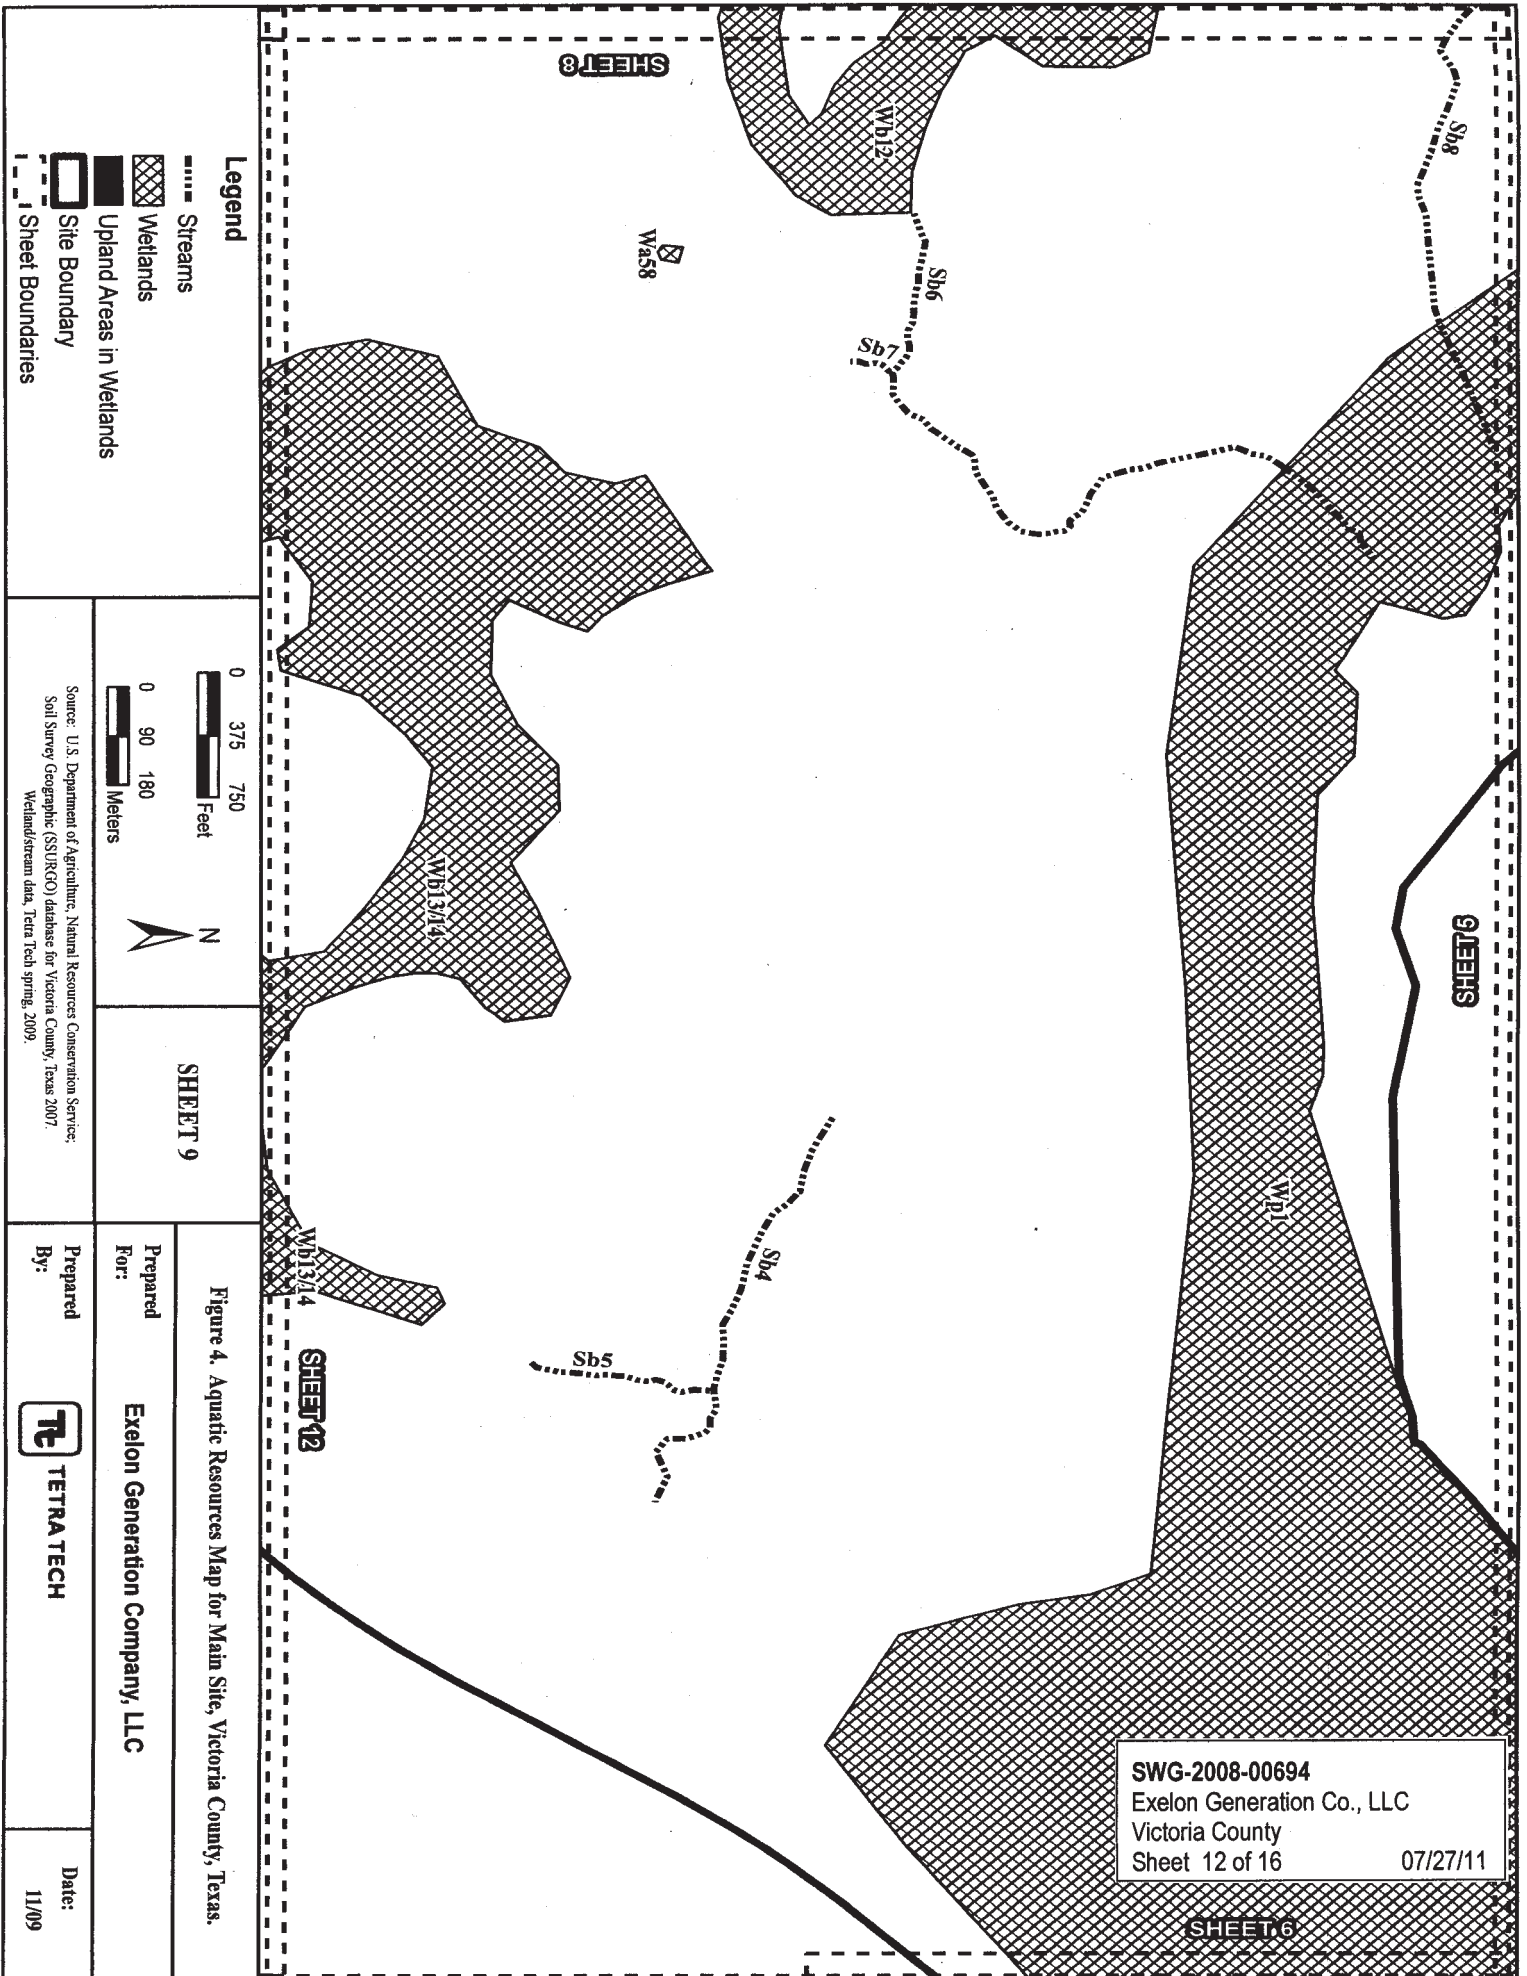 SHEET 8
Sb8
Wb12
Sb6
Sb7
Wa58
SHEET 5
Wp1
Wb13/14
Sb4
Sb5
Wb13/14
SHEET 12
SHEET 6
SWG-2008-00694
Exelon Generation Co., LLC
Victoria County
Sheet 12 of 16 07/27/11
Legend
Streams
Wetlands
Upland Areas in Wetlands
Site Boundary
Sheet Boundaries
0 375 750
Feet
0 90 180
Meters
N
SHEET 9
Source: U.S. Department of Agriculture, Natural Resources Conservation Service;
Soil Survey Geographic (SSURGO) database for Victoria County, Texas 2007.
Wetland/stream data, Tetra Tech spring, 2009.
Figure 4. Aquatic Resources Map for Main Site, Victoria County, Texas.
Prepared
For:
Exelon Generation Company, LLC
Prepared
By:
Tt
TETRA TECH
Date:
11/09